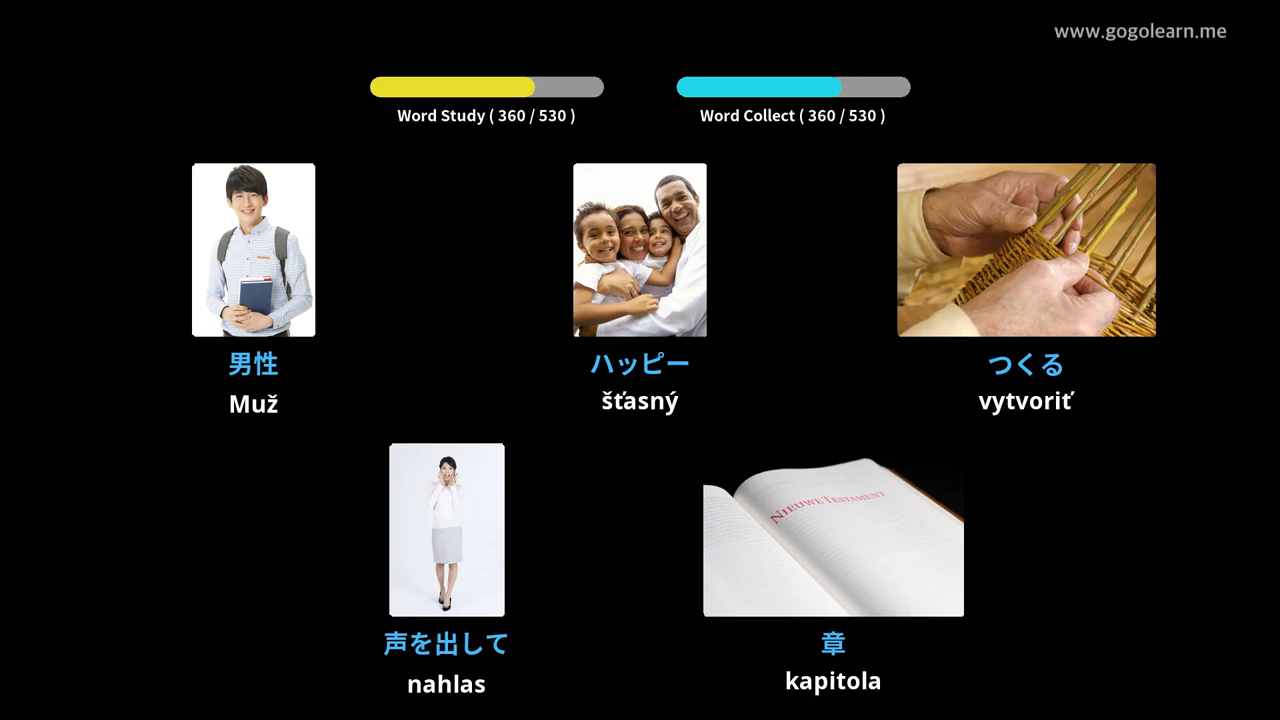 www.gogolearn.me
Word Study ( 360 / 530 )
Word Collect ( 360 / 530 )
男性
Muž
ハッピー
šťasný
つくる
vytvoriť
NIEUWE TESTAMENT
声を出して
nahlas
章
kapitola